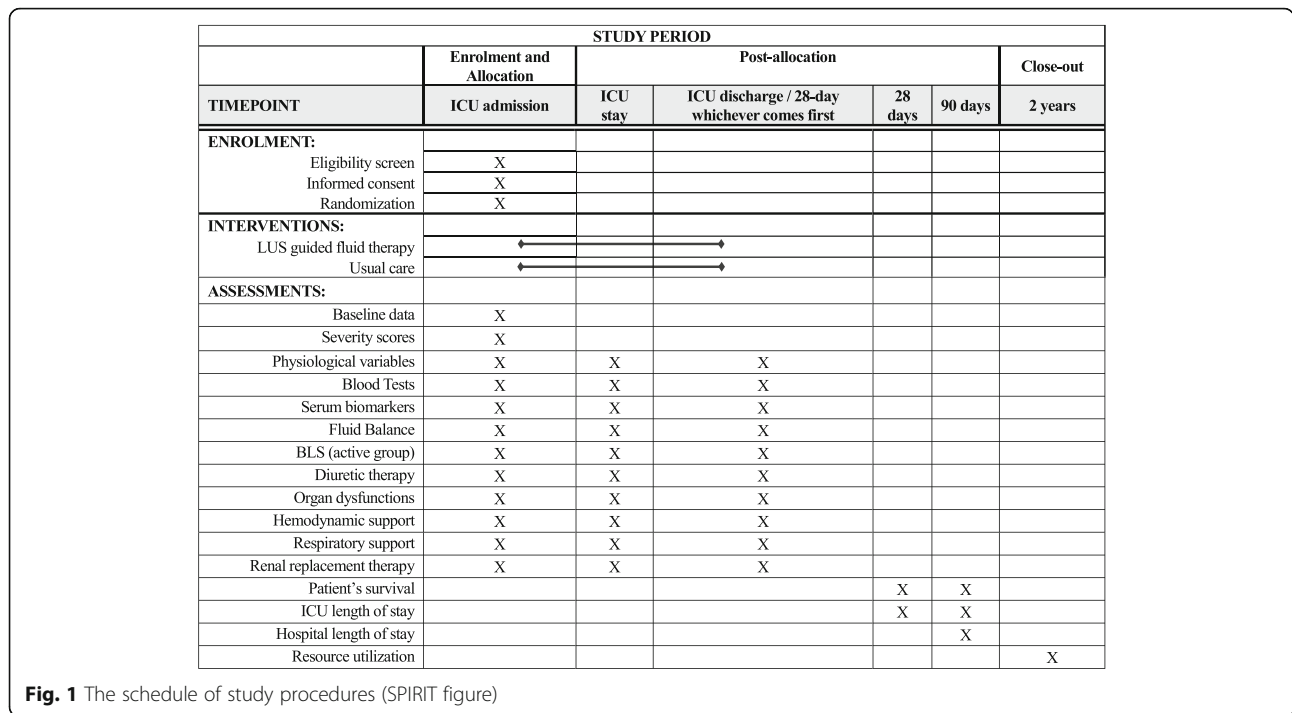 STUDY PERIOD
Enrolment and Allocation Post-allocation Close-out
TIMEPOINT ICU admission ICU stay ICU discharge / 28-day whichever comes first 28 days 90 days 2 years
ENROLMENT:
Eligibility screen X
Informed consent X
Randomization X
INTERVENTIONS:
LUS guided fluid therapy
Usual care
ASSESSMENTS:
Baseline data X
Severity scores X
Physiological variables X X X
Blood Tests X X X
Serum biomarkers X X X
Fluid Balance X X X
BLS (active group) X X X
Diuretic therapy X X X
Organ dysfunctions X X X
Hemodynamic support X X X
Respiratory support X X X
Renal replacement therapy X X X
Patient's survival X X
ICU length of stay X X
Hospital length of stay X
Resource utilization X
Fig. 1 The schedule of study procedures (SPIRIT figure)